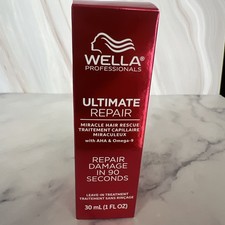 WELLA
PROFESSIONALS
ULTIMATE
REPAIR
MIRACLE HAIR RESCUE
TRAITEMENT CAPILLAIRE
MIRACULEUX
with AHA & Omega-9
REPAIR
DAMAGE
IN 90
SECONDS
LEAVE-IN TREATMENT
TRAITEMENT SANS RINÇAGE
30 mL (1 FL OZ)